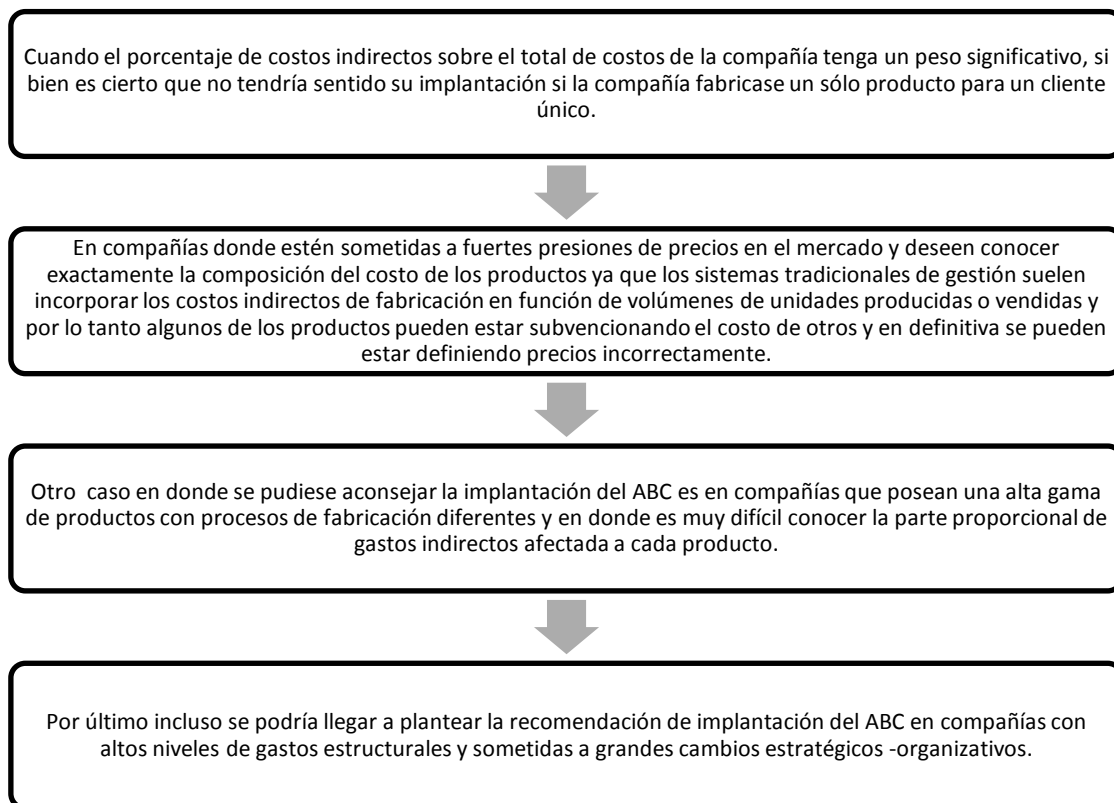 Cuando el porcentaje de costos indirectos sobre el total de costos de la compañía tenga un peso significativo, si
bien es cierto que no tendría sentido su implantación si la compañía fabricase un sólo producto para un cliente
único.
En compañías donde estén sometidas a fuertes presiones de precios en el mercado y deseen conocer
exactamente la composición del costo de los productos ya que los sistemas tradicionales de gestión suelen
incorporar los costos indirectos de fabricación en función de volúmenes de unidades producidas o vendidas y
por lo tanto algunos de los productos pueden estar subvencionando el costo de otros y en definitiva se pueden
estar definiendo precios incorrectamente.
Otro caso en donde se pudiese aconsejar la implantación del ABC es en compañías que posean una alta gama
de productos con procesos de fabricación diferentes y en donde es muy difícil conocer la parte proporcional de
gastos indirectos afectada a cada producto.
Por último incluso se podría llegar a plantear la recomendación de implantación del ABC en compañías con
altos niveles de gastos estructurales y sometidas a grandes cambios estratégicos -organizativos.